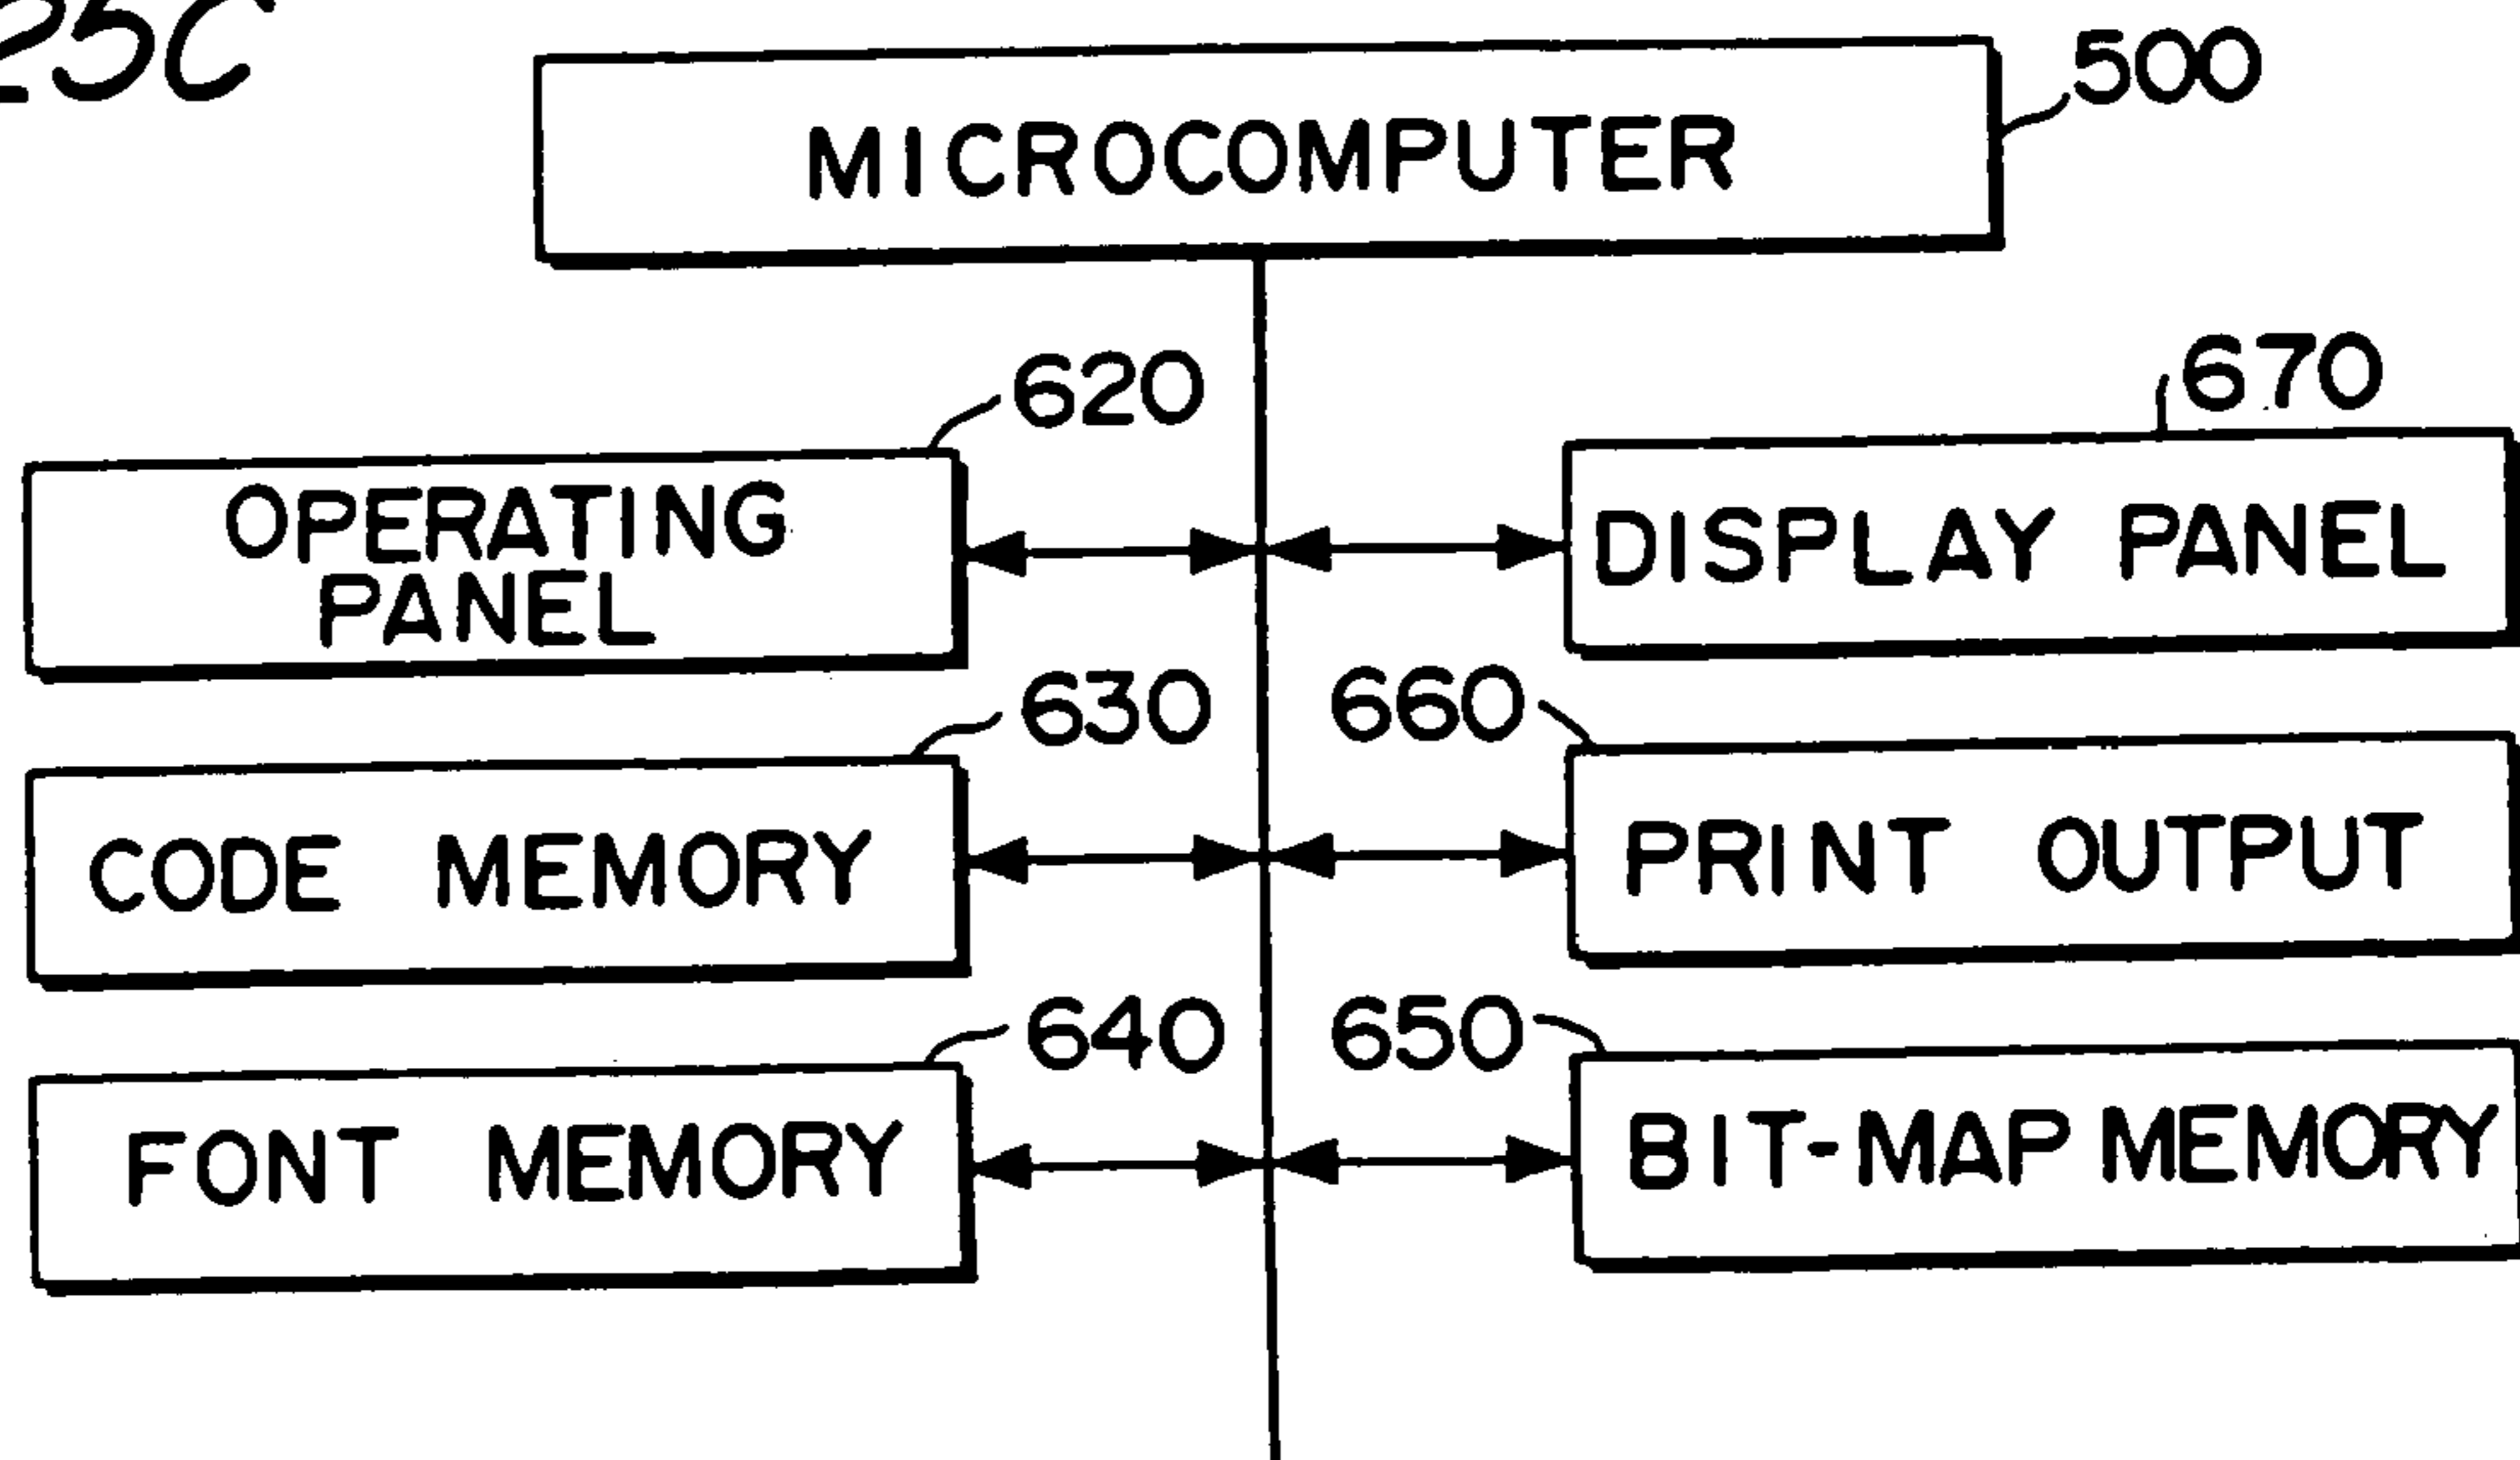 25C
MICROCOMPUTER
500
620
670
OPERATING
PANEL
DISPLAY PANEL
630
660
CODE MEMORY
PRINT OUTPUT
640
650
FONT MEMORY
BIT-MAP MEMORY